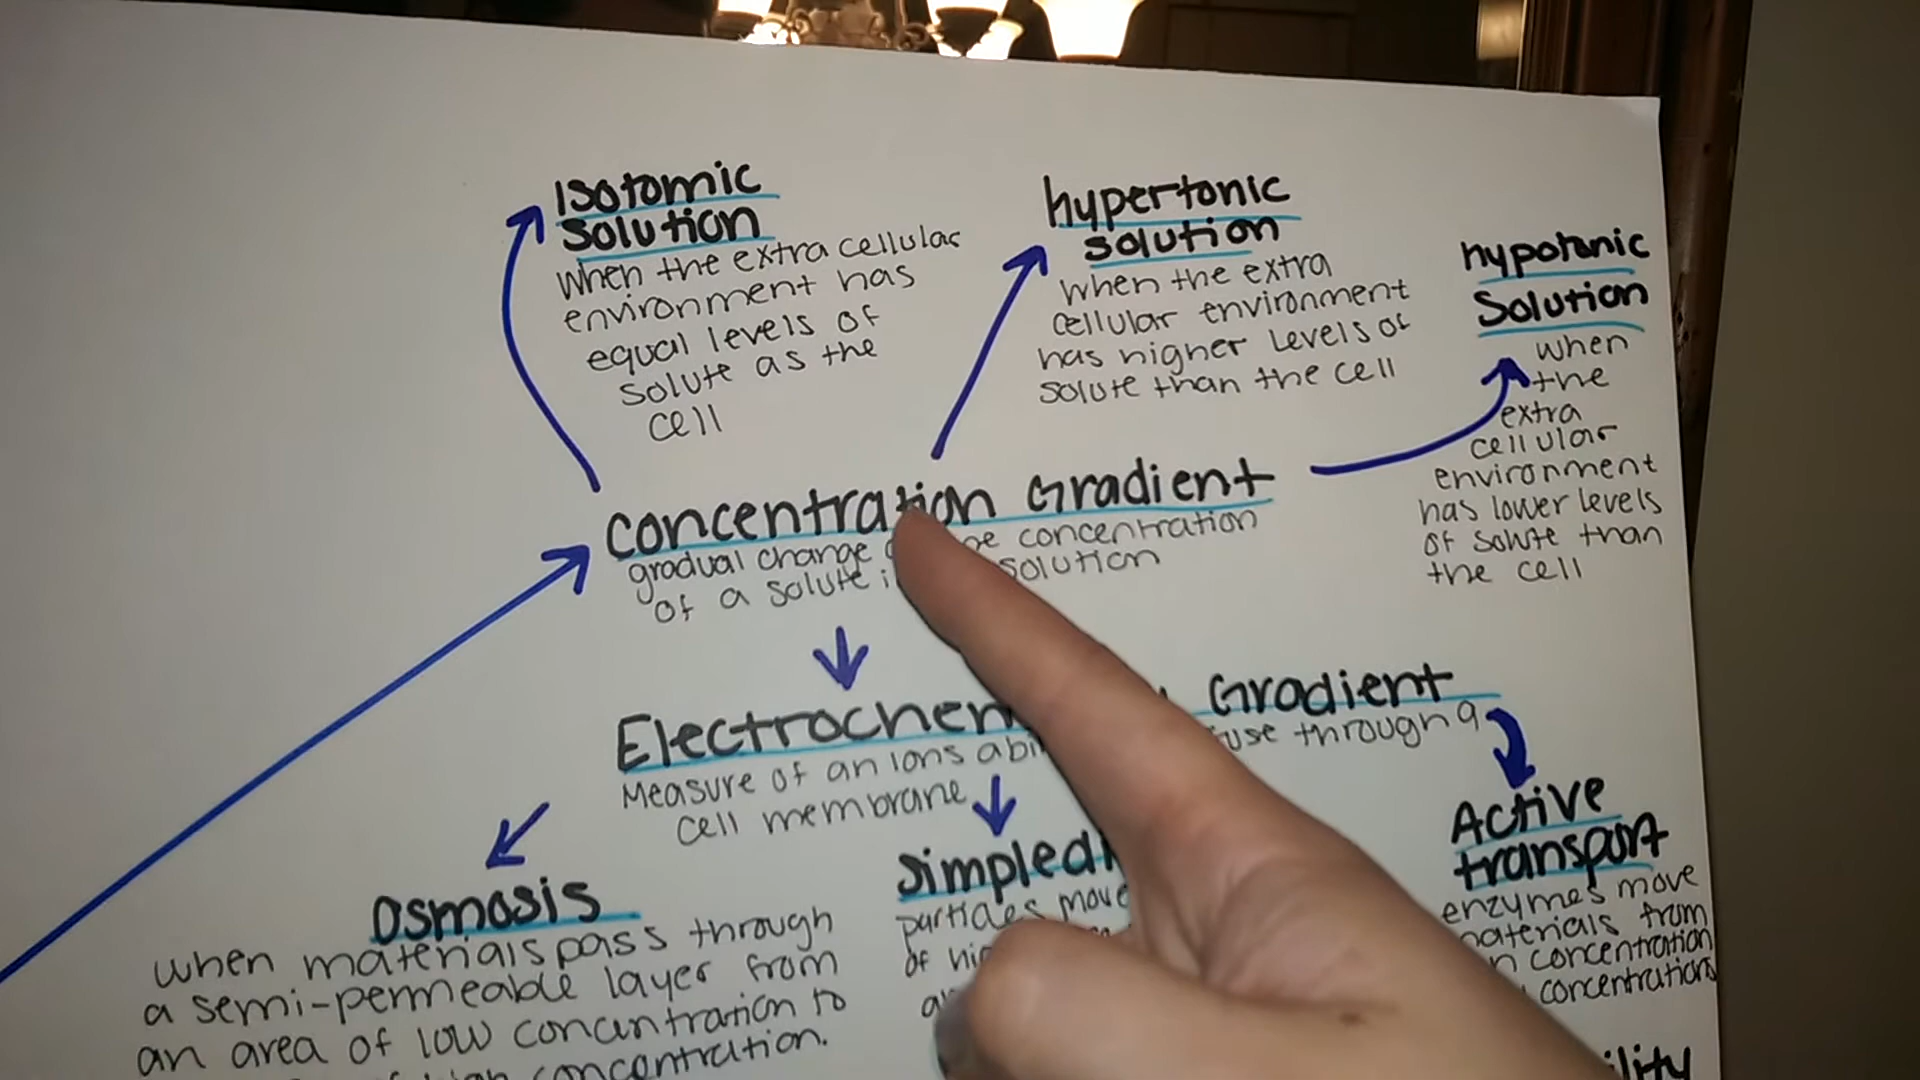 Isotomic
Solution
when the extra cellular
environment has
equal levels of
solute as the
cell
hypertonic
solution
when the extra
cellular environment
has higher levels of
solute than the cell
hypotonic
Solution
when
the
extra
cellular
environment
has lower levels
of solute than
the cell
concentration Gradient
gradual change concentration
of a solute solution
Gradient
Measure of an Ions through a
cell membrane
Active
transport
enzymes move
materials from
concentration
concentrations
Osmosis
when materials pass through
a semi-permeable layer from
an area of low concentration to
concentration.
particles move
of